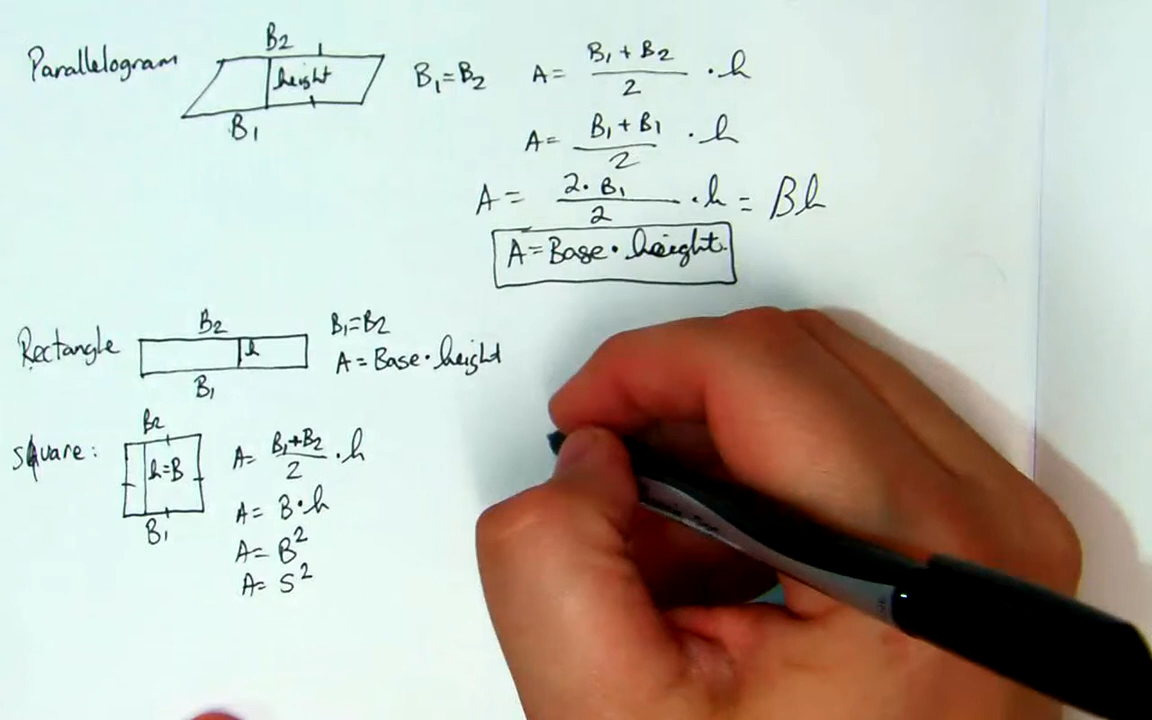 Parallelogram
B2
height
B1
B1=B2
A= B1+B2 / 2 · h
A= B1+B1 / 2 · h
A= 2·B1 / 2 · h = Bh
A=Base·height
Rectangle
B2
h
B1
B1=B2
A=Base·height
square:
B2
h=B
B1
A= B1+B2 / 2 · h
A= B·h
A= B²
A= S²